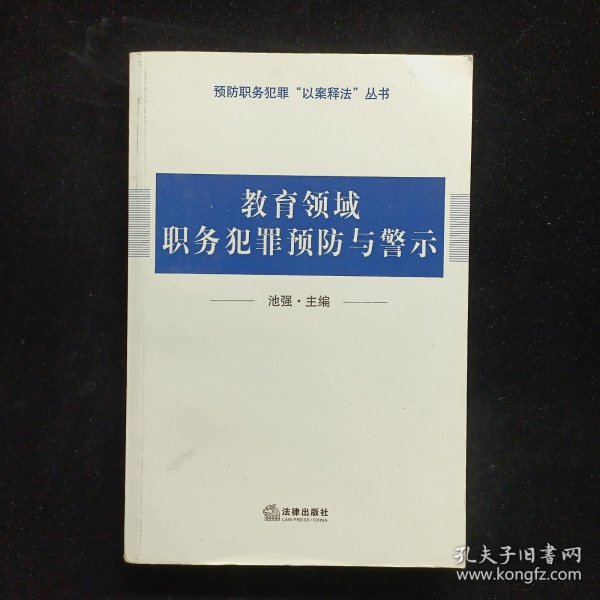 预防职务犯罪“以案释法”丛书
教育领域
职务犯罪预防与警示
池强·主编
法律出版社
LAW PRESS·CHINA
孔夫子旧书网
www.kongfz.com